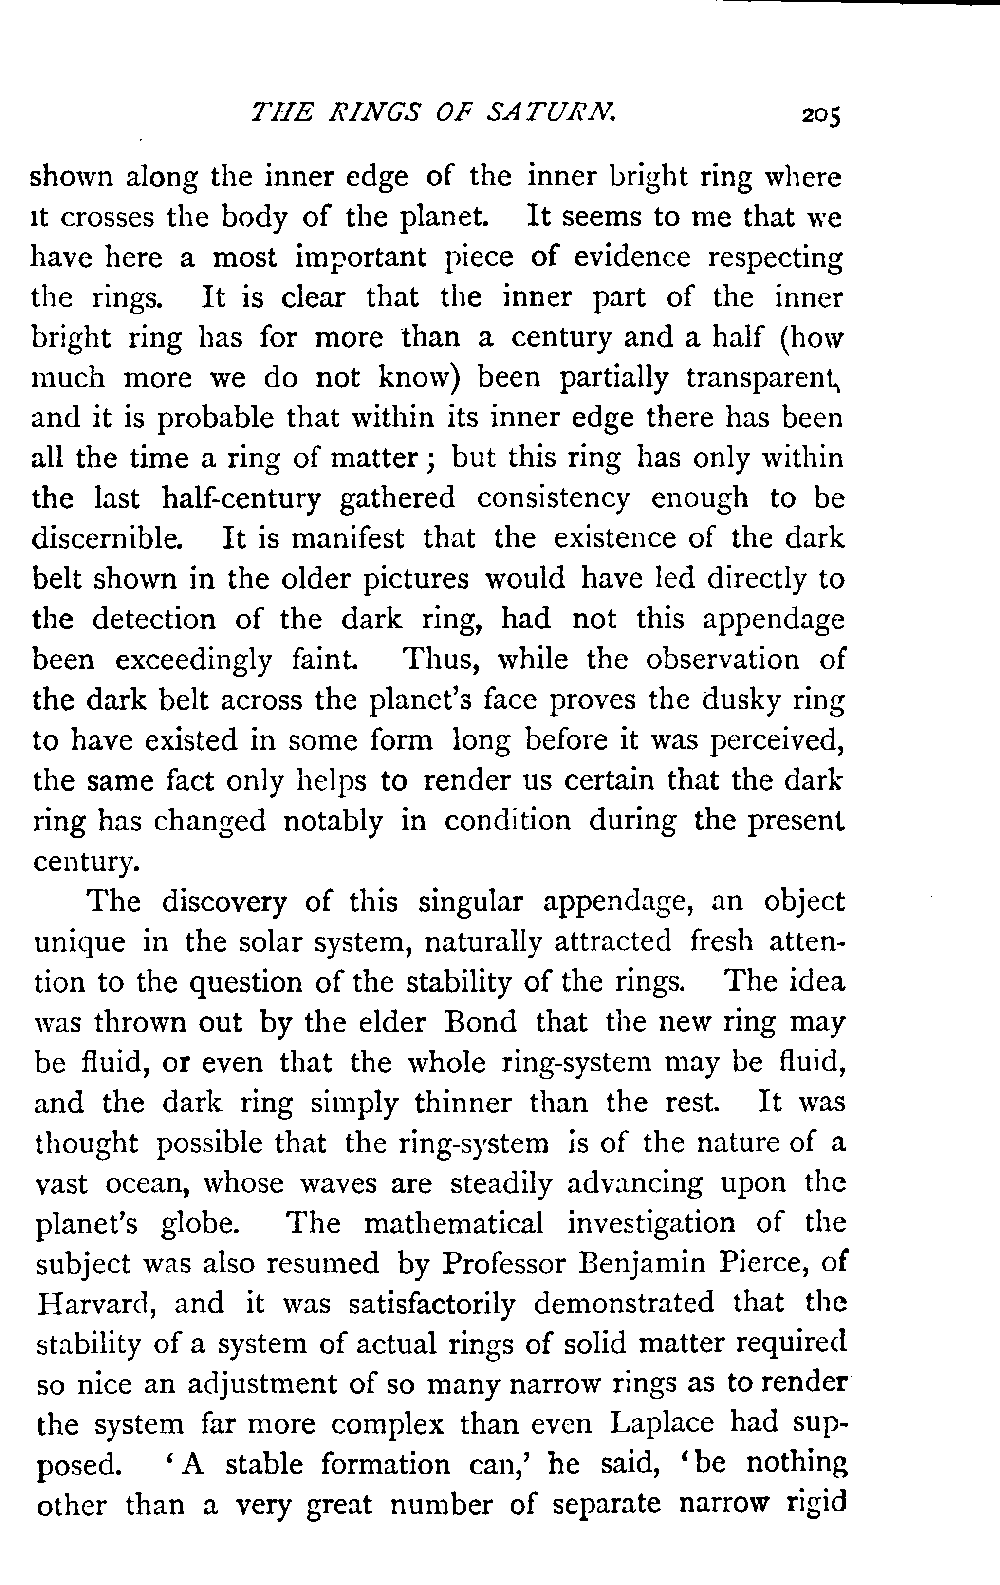 THE RINGS OF SATURN. 205
shown along the inner edge of the inner bright ring where
it crosses the body of the planet. It seems to me that we
have here a most important piece of evidence respecting
the rings. It is clear that the inner part of the inner
bright ring has for more than a century and a half (how
much more we do not know) been partially transparent,
and it is probable that within its inner edge there has been
all the time a ring of matter; but this ring has only within
the last half-century gathered consistency enough to be
discernible. It is manifest that the existence of the dark
belt shown in the older pictures would have led directly to
the detection of the dark ring, had not this appendage
been exceedingly faint. Thus, while the observation of
the dark belt across the planet's face proves the dusky ring
to have existed in some form long before it was perceived,
the same fact only helps to render us certain that the dark
ring has changed notably in condition during the present
century.
The discovery of this singular appendage, an object
unique in the solar system, naturally attracted fresh atten-
tion to the question of the stability of the rings. The idea
was thrown out by the elder Bond that the new ring may
be fluid, or even that the whole ring-system may be fluid,
and the dark ring simply thinner than the rest. It was
thought possible that the ring-system is of the nature of a
vast ocean, whose waves are steadily advancing upon the
planet's globe. The mathematical investigation of the
subject was also resumed by Professor Benjamin Pierce, of
Harvard, and it was satisfactorily demonstrated that the
stability of a system of actual rings of solid matter required
so nice an adjustment of so many narrow rings as to render
the system far more complex than even Laplace had sup-
posed. ‘A stable formation can,’ he said, ‘be nothing
other than a very great number of separate narrow rigid